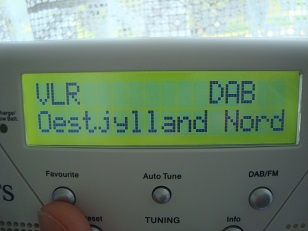 VLR DAB
Oestjylland Nord
Favourite Auto Tune DAB/FM
TUNING Info